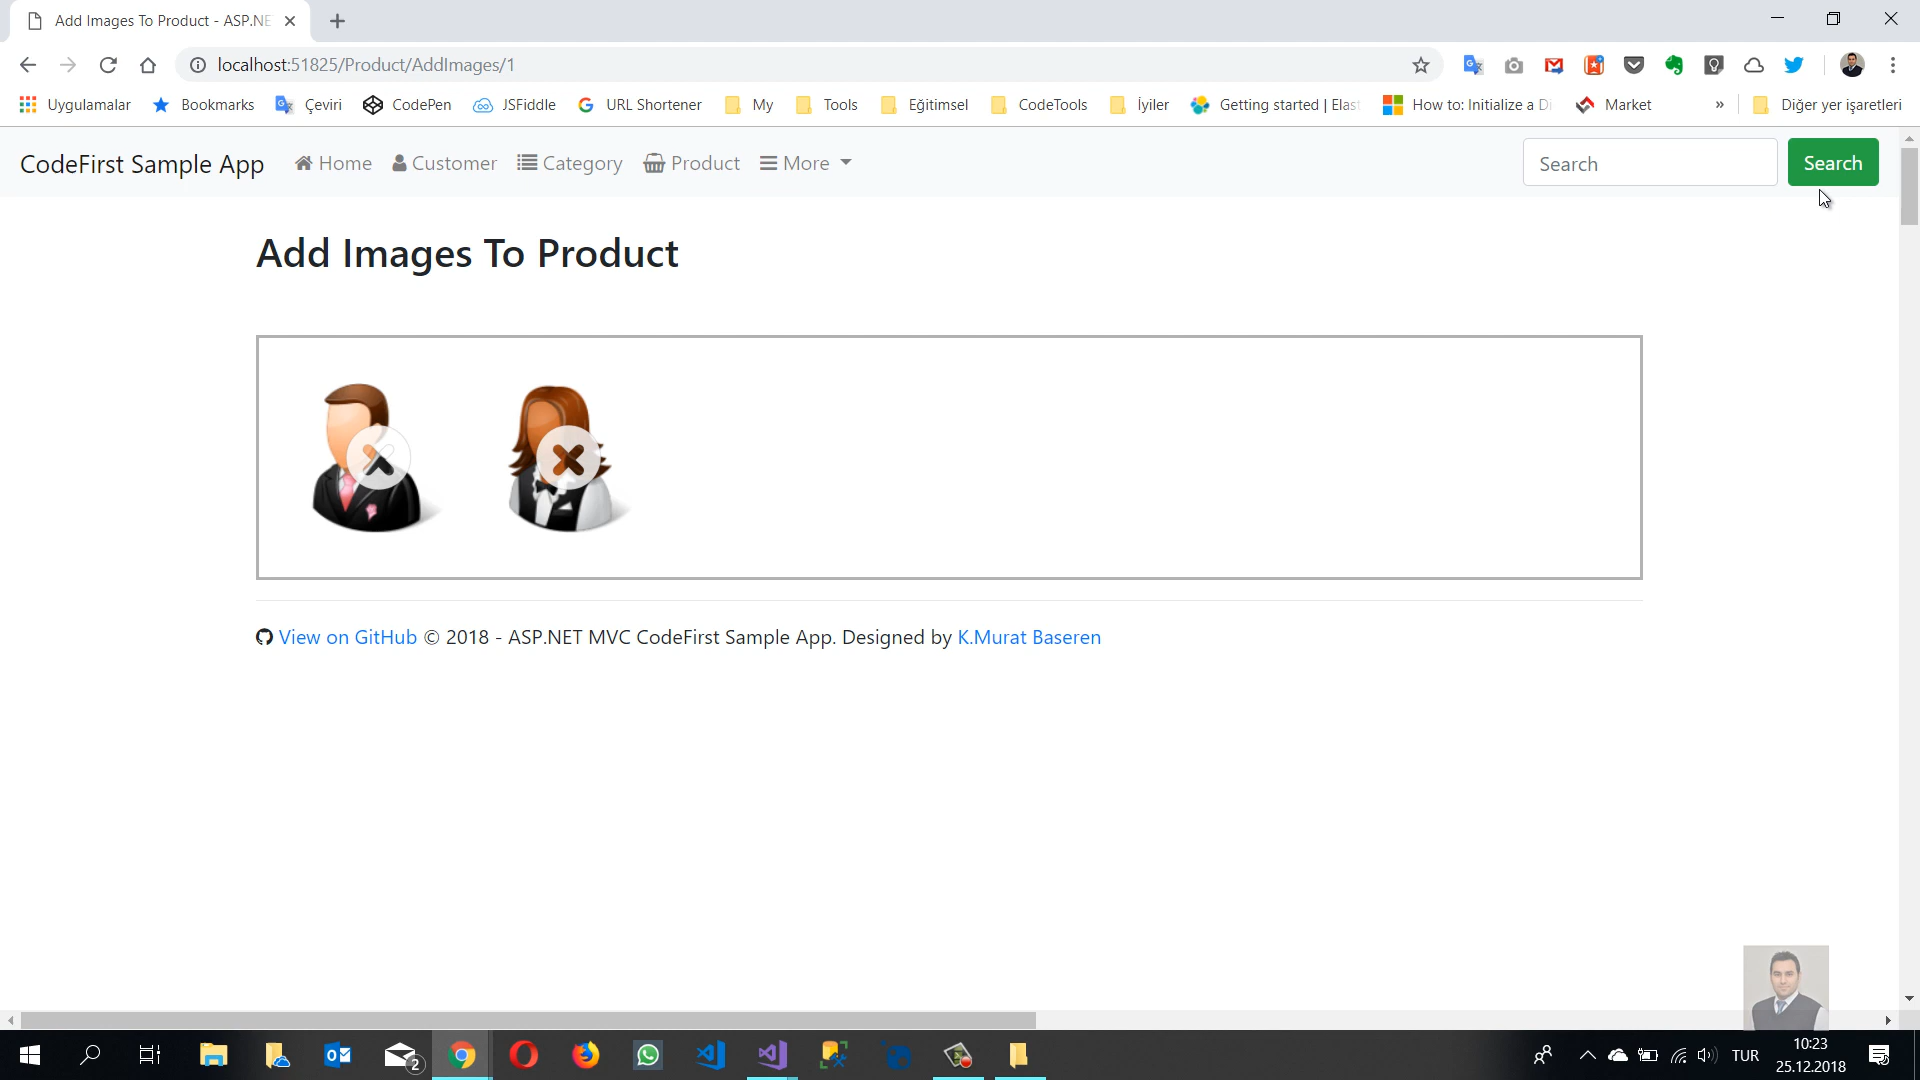 Add Images To Product - ASP.NE
localhost:51825/Product/AddImages/1
Uygulamalar Bookmarks Çeviri CodePen JSFiddle URL Shortener My Tools Eğitimsel CodeTools İyiler Getting started | Elast How to: Initialize a D Market » Diğer yer işaretleri
CodeFirst Sample App Home Customer Category Product More Search Search
Add Images To Product
View on GitHub © 2018 - ASP.NET MVC CodeFirst Sample App. Designed by K.Murat Baseren
2 TUR 10:23
25.12.2018